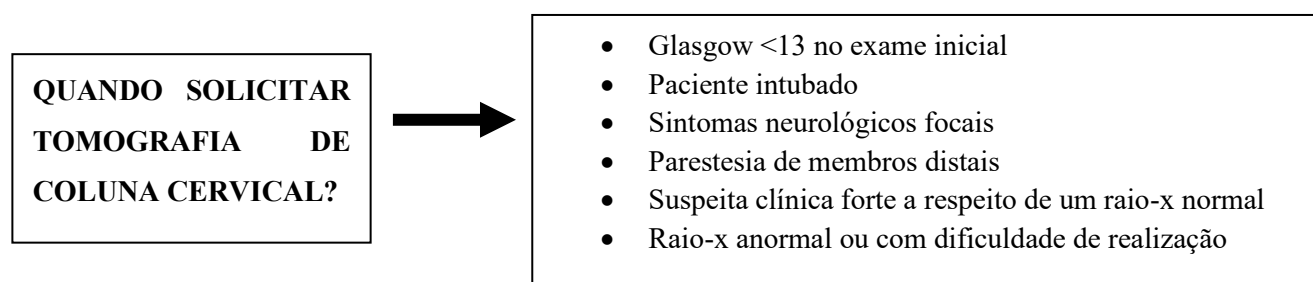 QUANDO SOLICITAR
TOMOGRAFIA DE
COLUNA CERVICAL?
• Glasgow <13 no exame inicial
• Paciente intubado
• Sintomas neurológicos focais
• Parestesia de membros distais
• Suspeita clínica forte a respeito de um raio-x normal
• Raio-x anormal ou com dificuldade de realização